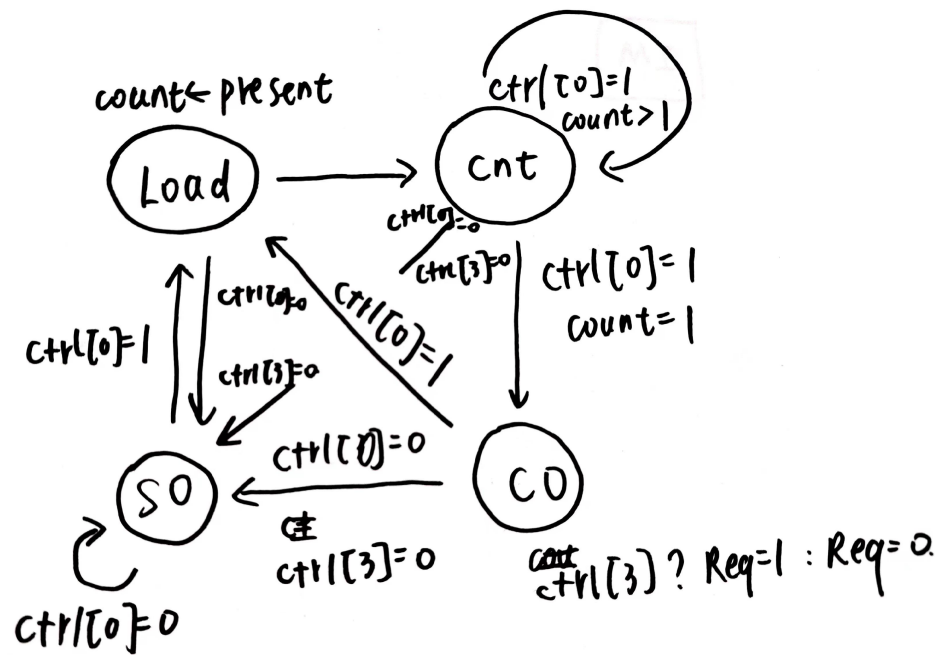 count← present
ctrl[0]=1
count>1
Load
cnt
ctrl[0]=0
ctrl[3]=0
ctrl[0]=1
count=1
ctrl[0]=0
ctrl[0]=1
ctrl[0]=1
ctrl[3]=0
ctrl[0]=0
S0
C0
ctrl[3]=0
ctrl[3]? Req=1 : Req=0.
ctrl[0]=0